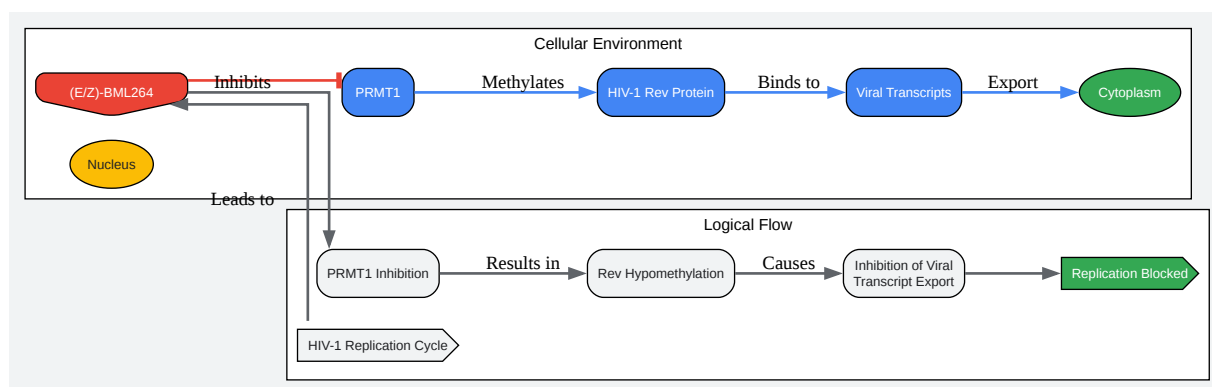 Cellular Environment
(E/Z)-BML264
Inhibits
PRMT1
Methylates
HIV-1 Rev Protein
Binds to
Viral Transcripts
Export
Cytoplasm
Nucleus
Leads to
Logical Flow
PRMT1 Inhibition
Results in
Rev Hypomethylation
Causes
Inhibition of Viral
Transcript Export
Replication Blocked
HIV-1 Replication Cycle